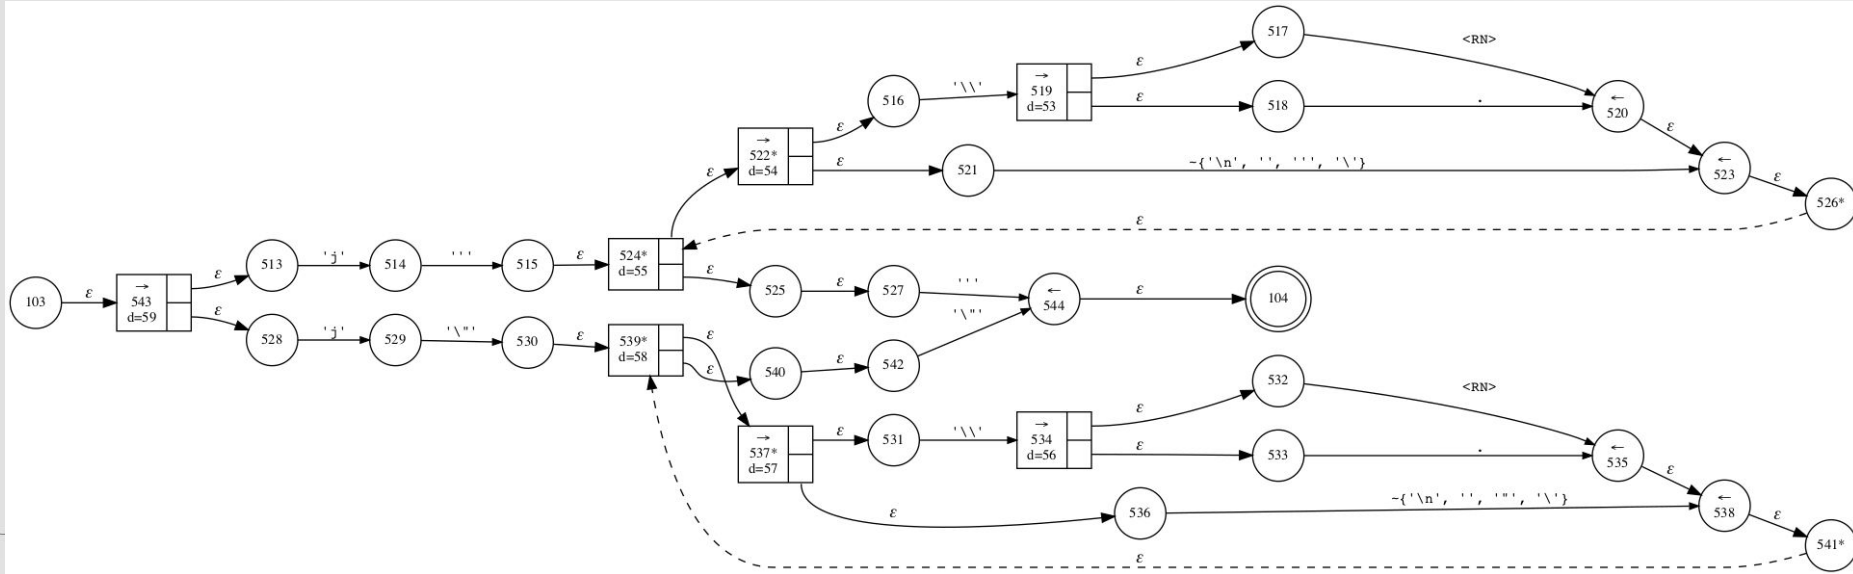 517
<RN>
ε
→
519
d=53
516
'\\'
ε
518
.
←
520
ε
→
522*
d=54
ε
ε
521
~{'\n', '', ''', '\'}
←
523
ε
526*
ε
ε
103
ε
→
543
d=59
ε
513
'j'
514
'''
515
ε
524*
d=55
ε
525
ε
527
'''
←
544
ε
104
ε
528
'j'
529
'\"'
530
ε
539*
d=58
ε
ε
540
ε
542
'\"'
532
<RN>
ε
→
537*
d=57
ε
531
'\\'
→
534
d=56
ε
533
.
←
535
ε
ε
536
~{'\n', '', '"', '\'}
←
538
ε
541*
ε